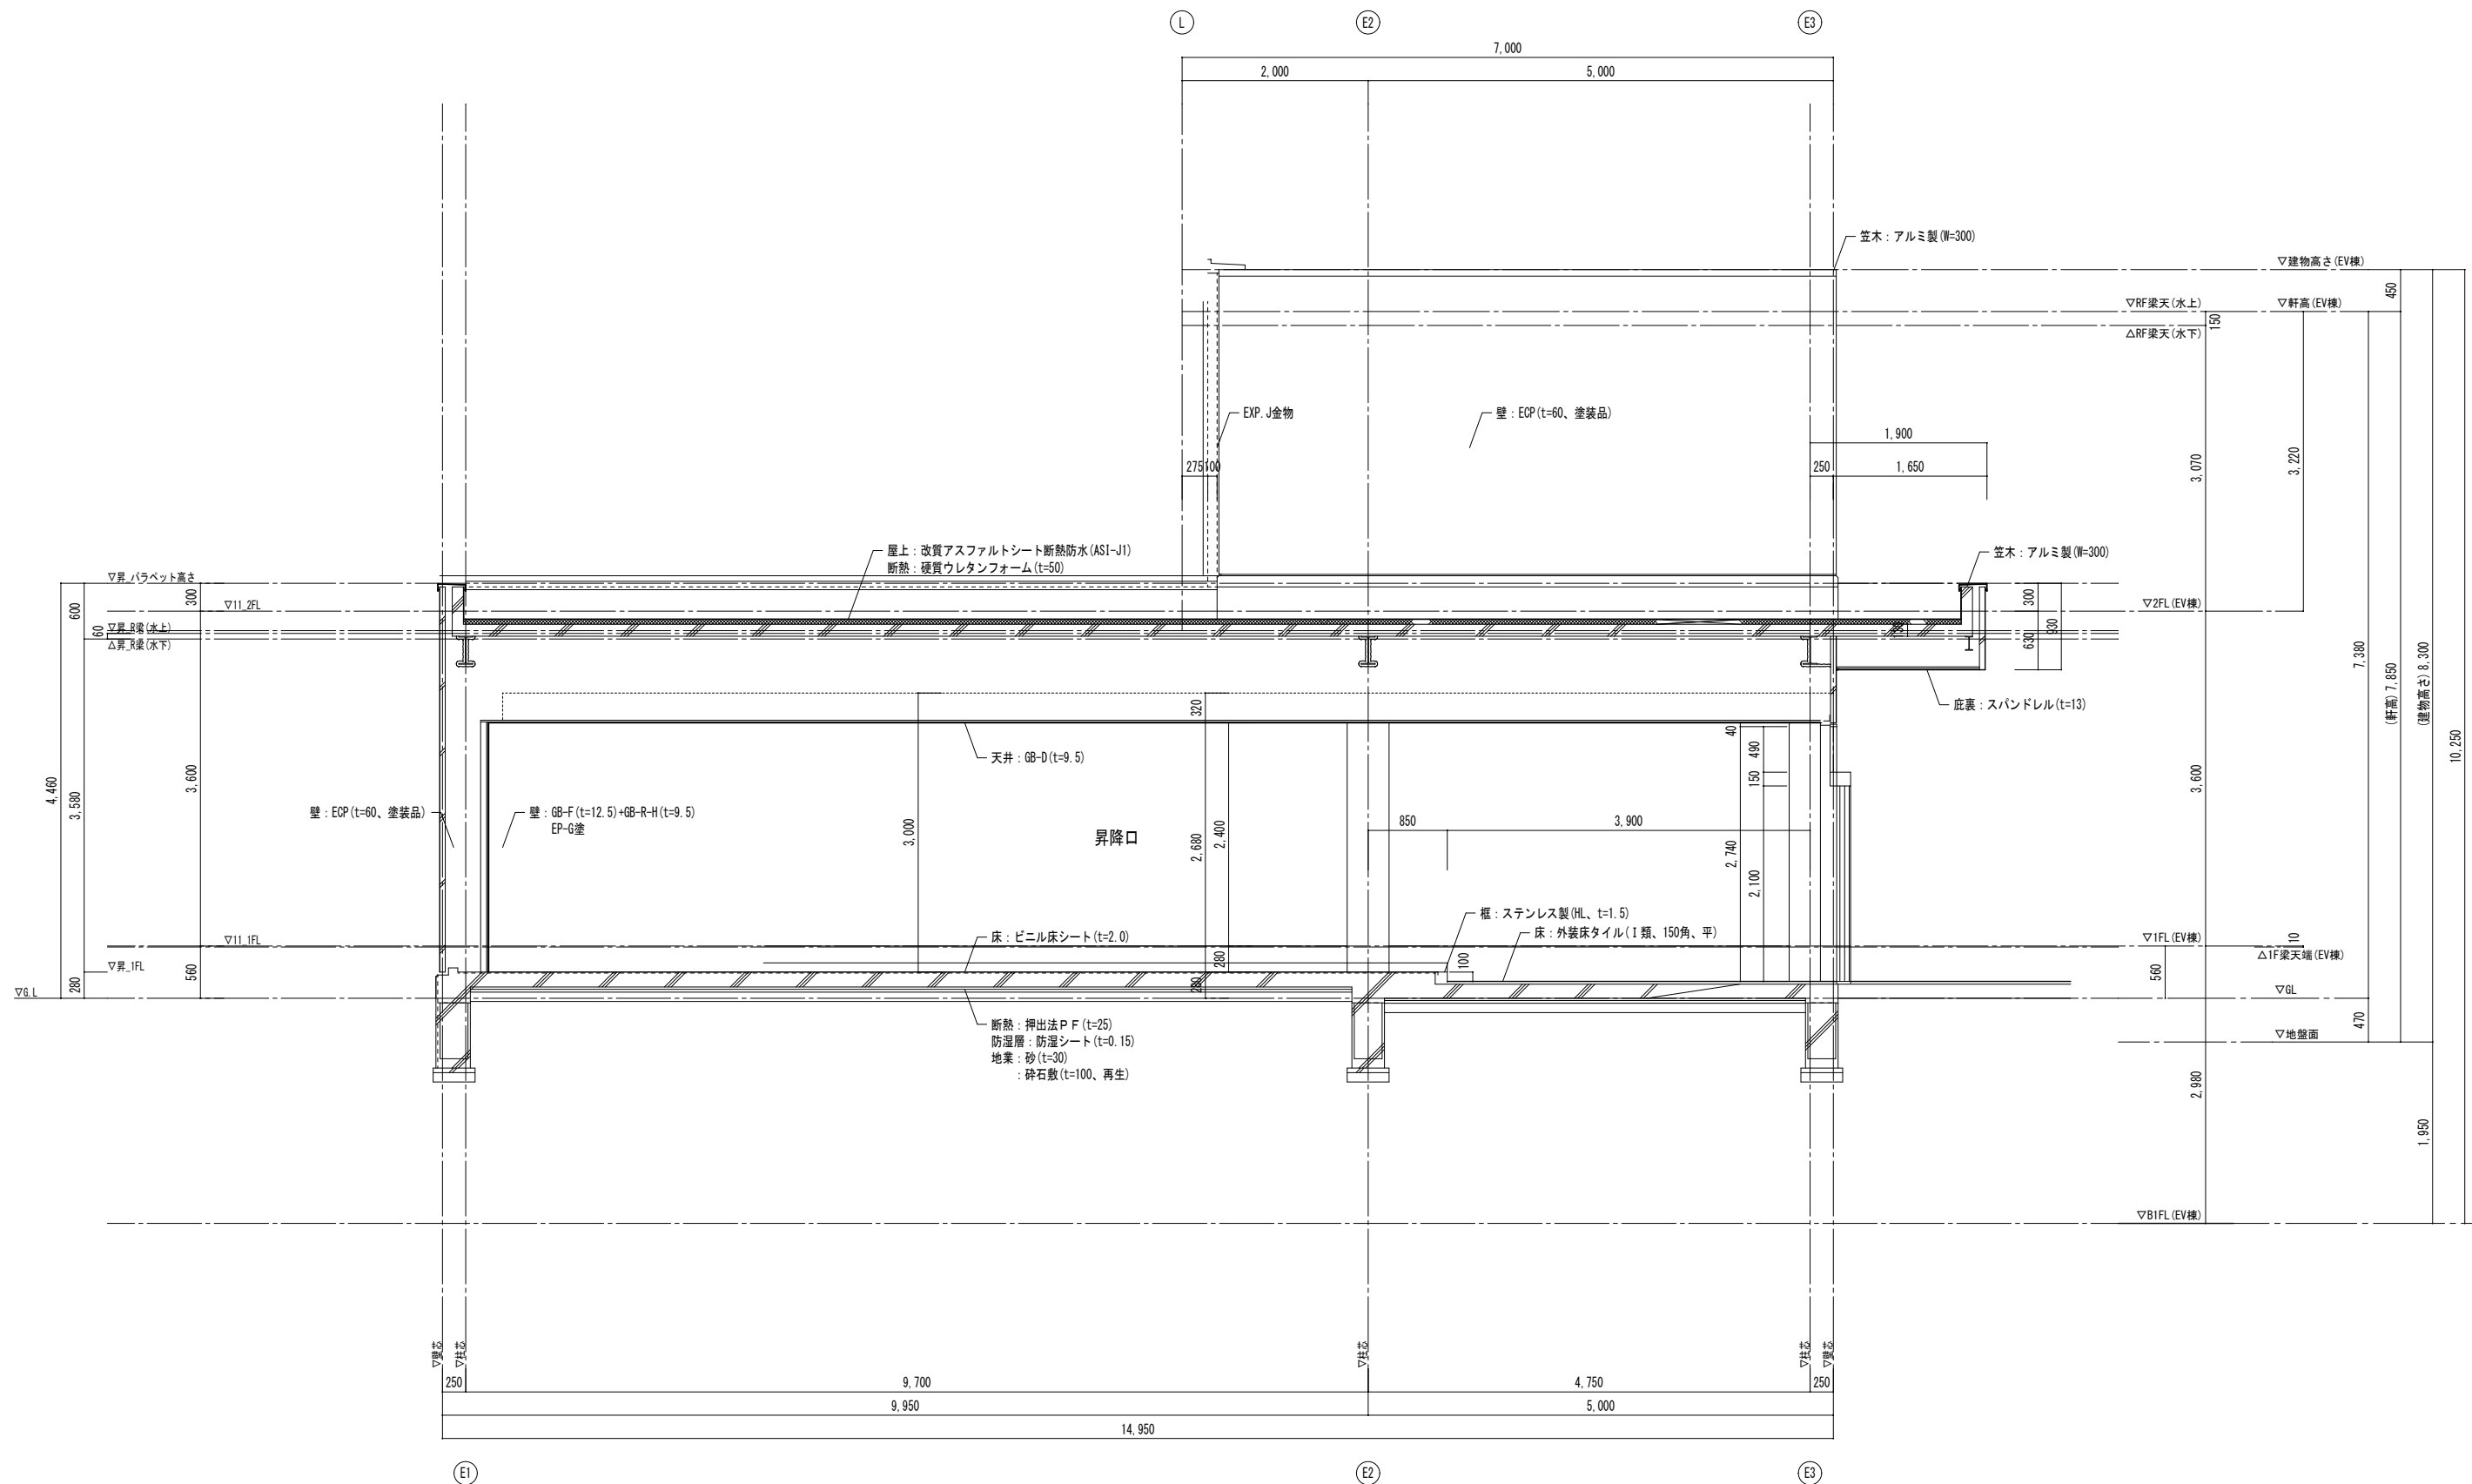 L
E2
E3
7,000
2,000
5,000
笠木：アルミ製(W=300)
▽建物高さ(EV棟)
450
▽RF梁天(水上)
▽軒高(EV棟)
150
△RF梁天(水下)
EXP.J金物
壁：ECP(t=60、塗装品)
1,900
275
100
250
1,650
3,070
3,220
屋上：改質アスファルトシート断熱防水(ASI-J1)
断熱：硬質ウレタンフォーム(t=50)
笠木：アルミ製(W=300)
▽昇_パラペット高さ
600
300
▽11_2FL
300
▽2FL(EV棟)
60
▽昇_R梁(水上)
△昇_R梁(水下)
130
630
930
7,380
(軒高)7,850
(建物高さ)8,300
10,250
320
庇裏：スパンドレル(t=13)
40
490
150
天井：GB-D(t=9.5)
4,460
3,580
3,600
3,600
壁：ECP(t=60、塗装品)
壁：GB-F(t=12.5)+GB-R-H(t=9.5)
EP-G塗
3,000
昇降口
2,680
2,400
850
3,900
2,740
2,100
框：ステンレス製(HL、t=1.5)
床：ビニル床シート(t=2.0)
床：外装床タイル(Ⅰ類、150角、平)
▽11_1FL
▽1FL(EV棟)
10
△1F梁天端(EV棟)
▽昇_1FL
280
560
280
280
100
560
▽G.L
▽GL
断熱：押出法ＰＦ(t=25)
防湿層：防湿シート(t=0.15)
地業：砂(t=30)
：砕石敷(t=100、再生)
470
▽地盤面
2,980
1,950
▽B1FL(EV棟)
▽壁芯
▽柱芯
▽柱芯
▽柱芯
▽壁芯
250
9,700
4,750
250
9,950
5,000
14,950
E1
E2
E3